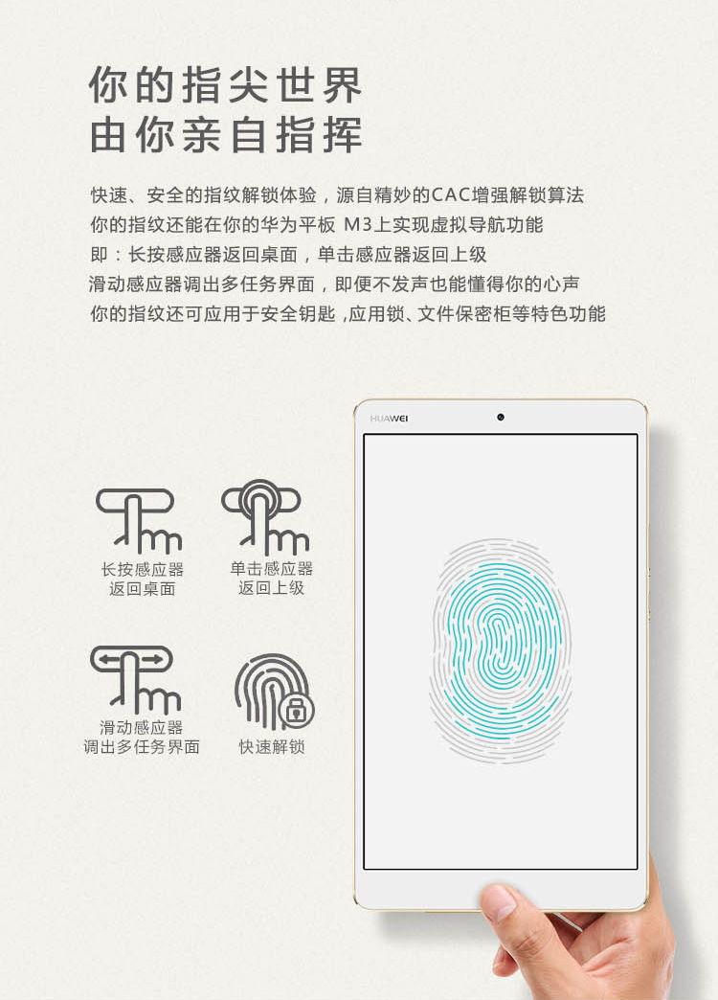 你的指尖世界
由你亲自指挥
快速、安全的指纹解锁体验，源自精妙的CAC增强解锁算法
你的指纹还能在你的华为平板 M3上实现虚拟导航功能
即：长按感应器返回桌面，单击感应器返回上级
滑动感应器调出多任务界面，即便不发声也能懂得你的心声
你的指纹还可应用于安全钥匙,应用锁、文件保密柜等特色功能
HUAWEI
长按感应器
返回桌面
单击感应器
返回上级
滑动感应器
调出多任务界面
快速解锁